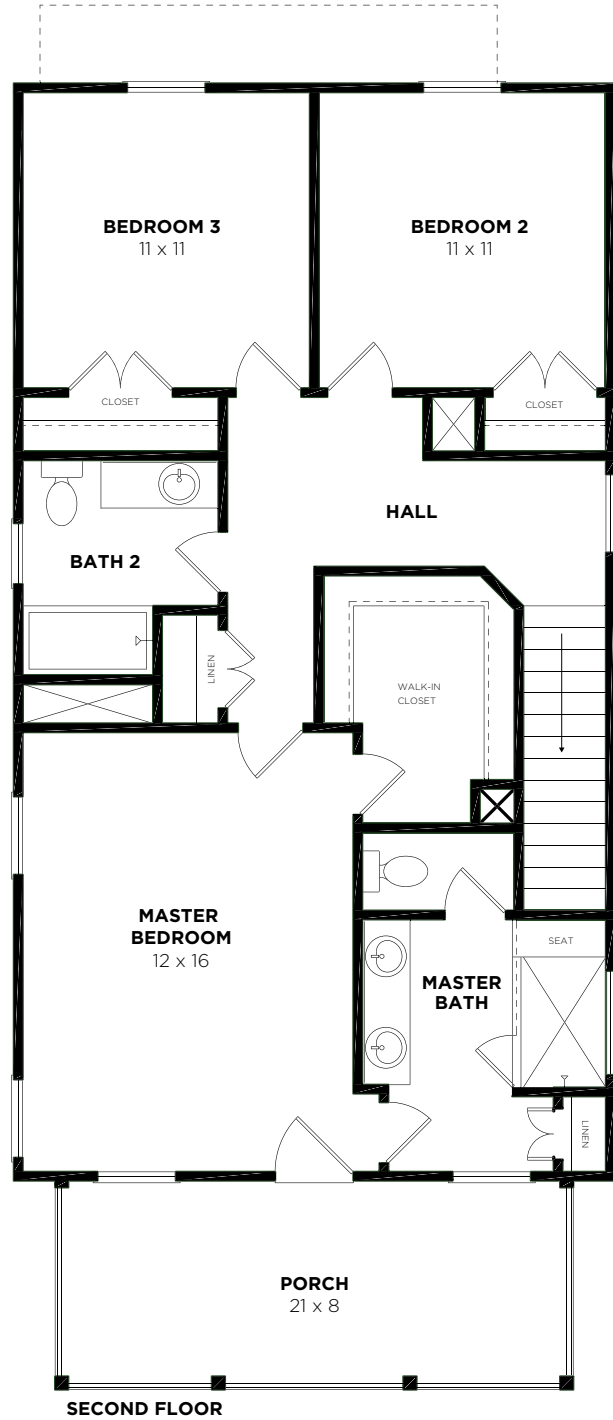 BEDROOM 3
11 x 11
BEDROOM 2
11 x 11
CLOSET
CLOSET
HALL
BATH 2
LINEN
WALK-IN
CLOSET
MASTER
BEDROOM
12 x 16
SEAT
MASTER
BATH
LINEN
PORCH
21 x 8
SECOND FLOOR